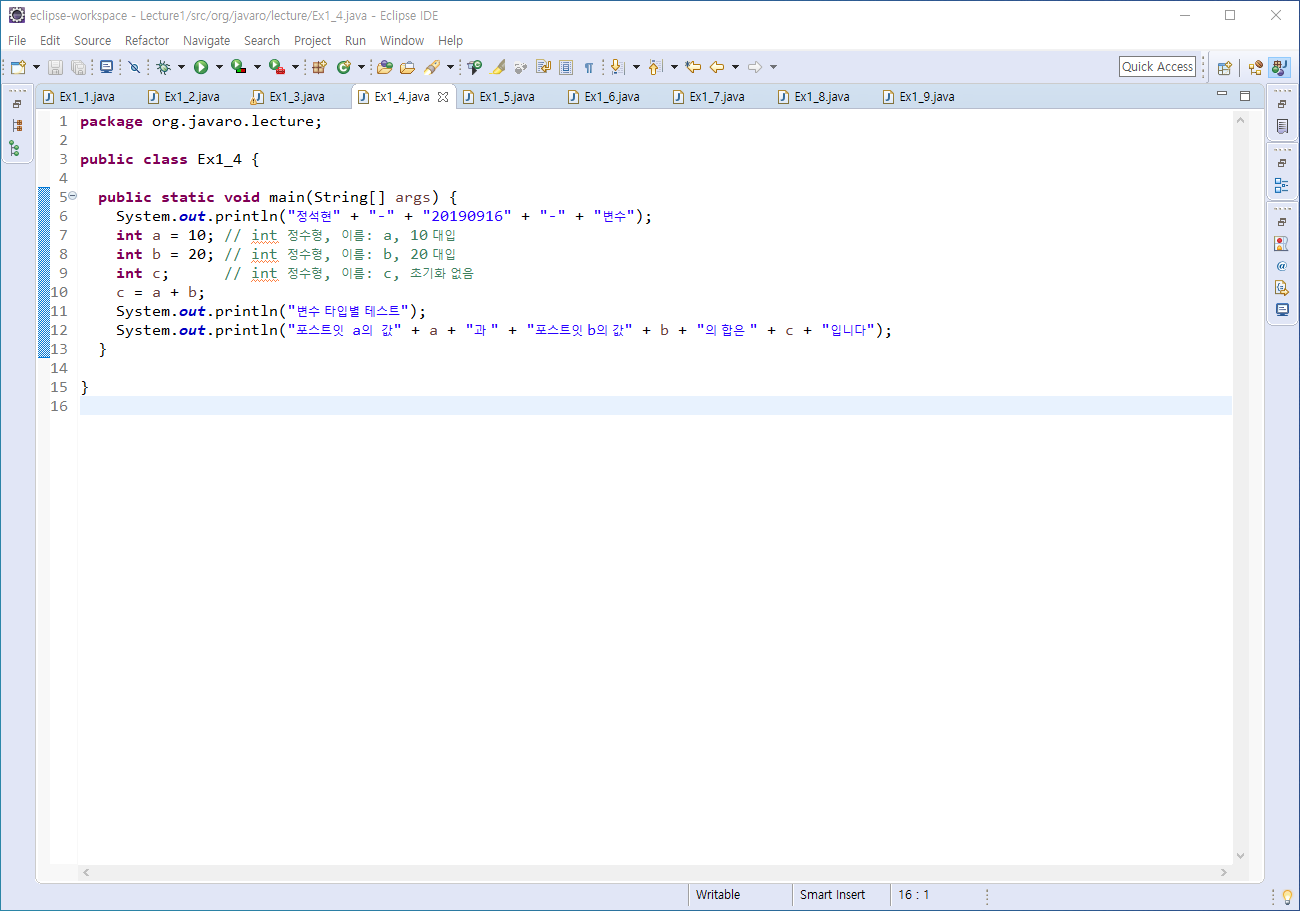 eclipse-workspace - Lecture1/src/org/javaro/lecture/Ex1_4.java - Eclipse IDE
File Edit Source Refactor Navigate Search Project Run Window Help
Quick Access
Ex1_1.java Ex1_2.java Ex1_3.java Ex1_4.java Ex1_5.java Ex1_6.java Ex1_7.java Ex1_8.java Ex1_9.java
1 package org.javaro.lecture;
2
3 public class Ex1_4 {
4
5 public static void main(String[] args) {
6 System.out.println("정석현" + "-" + "20190916" + "-" + "변수");
7 int a = 10; // int 정수형, 이름: a, 10 대입
8 int b = 20; // int 정수형, 이름: b, 20 대입
9 int c; // int 정수형, 이름: c, 초기화 없음
10 c = a + b;
11 System.out.println("변수 타입별 테스트");
12 System.out.println("포스트잇 a의 값" + a + "과 " + "포스트잇 b의 값" + b + "의 합은 " + c + "입니다");
13 }
14
15 }
16
Writable Smart Insert 16 : 1